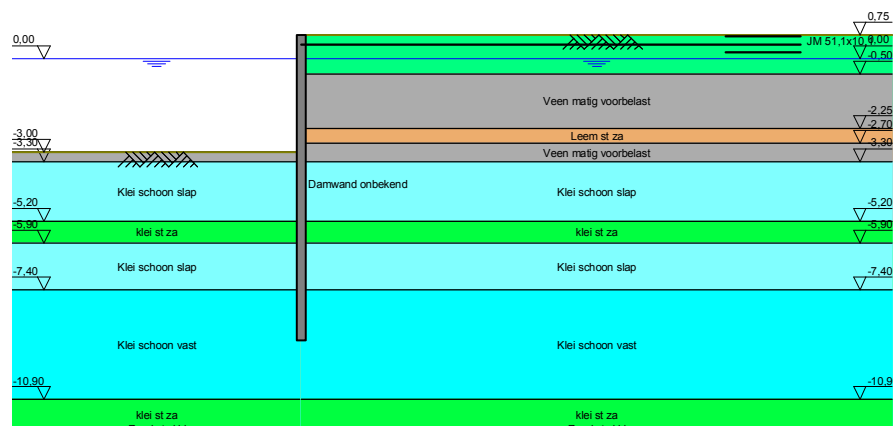 0,75
0,00
JM 51,1x10,
0,00
-0,50
Veen matig voorbelast
-2,25
-2,70
Leem st za
-3,00
-3,30
-3,30
Veen matig voorbelast
Damwand onbekend
Klei schoon slap
Klei schoon slap
-5,20
-5,20
klei st za
klei st za
-5,90
-5,90
Klei schoon slap
Klei schoon slap
-7,40
-7,40
Klei schoon vast
Klei schoon vast
-10,90
-10,9
klei st za
klei st za